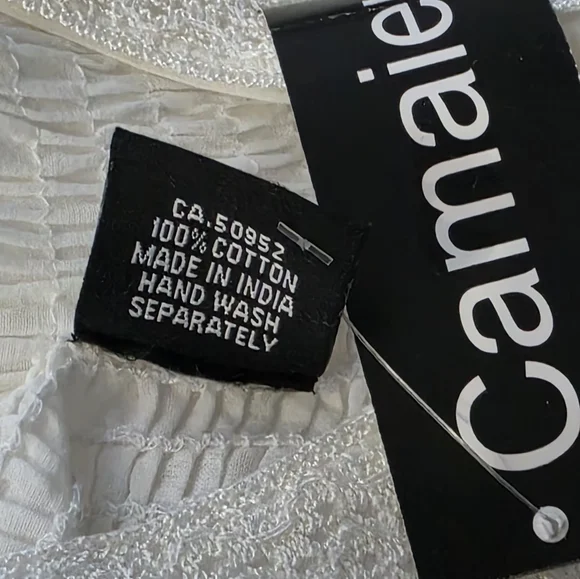 CA.50952
100% COTTON
MADE IN INDIA
HAND WASH
SEPARATELY
Camaie